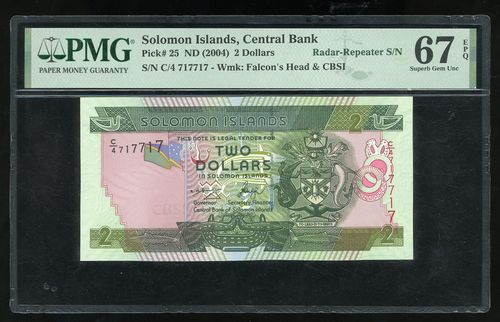 PMG
PAPER MONEY GUARANTY
Solomon Islands, Central Bank
Pick# 25 ND (2004) 2 Dollars
Radar-Repeater S/N
S/N C/4 717717 - Wmk: Falcon's Head & CBSI
67 EPQ
Superb Gem Unc
SOLOMON ISLANDS
2
C/4 717717
THIS NOTE IS LEGAL TENDER FOR
TWO
DOLLARS
IN SOLOMON ISLANDS
Governor Secretary Finance
Central Bank of Solomon Islands
CBSI
C/4 717717
2
2